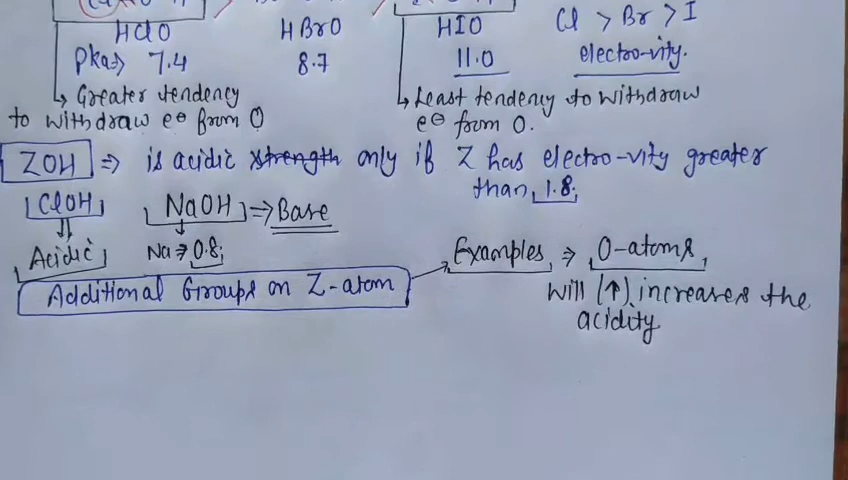 HClO HBrO HIO Cl > Br > I
Pka⇒ 7.4 8.7 11.0 electro-vity.
↳ Greater tendency ↳ Least tendency to withdraw
to withdraw e⊖ from O e⊖ from O.
ZOH ⇒ is acidic strength only if Z has electro-vity greater
than 1.8;
ClOH NaOH ⇒ Base
Acidic Na ⇒ 0.8; Examples ⇒ O-atoms,
Additional Groups on Z-atom will (↑) increases the
acidity